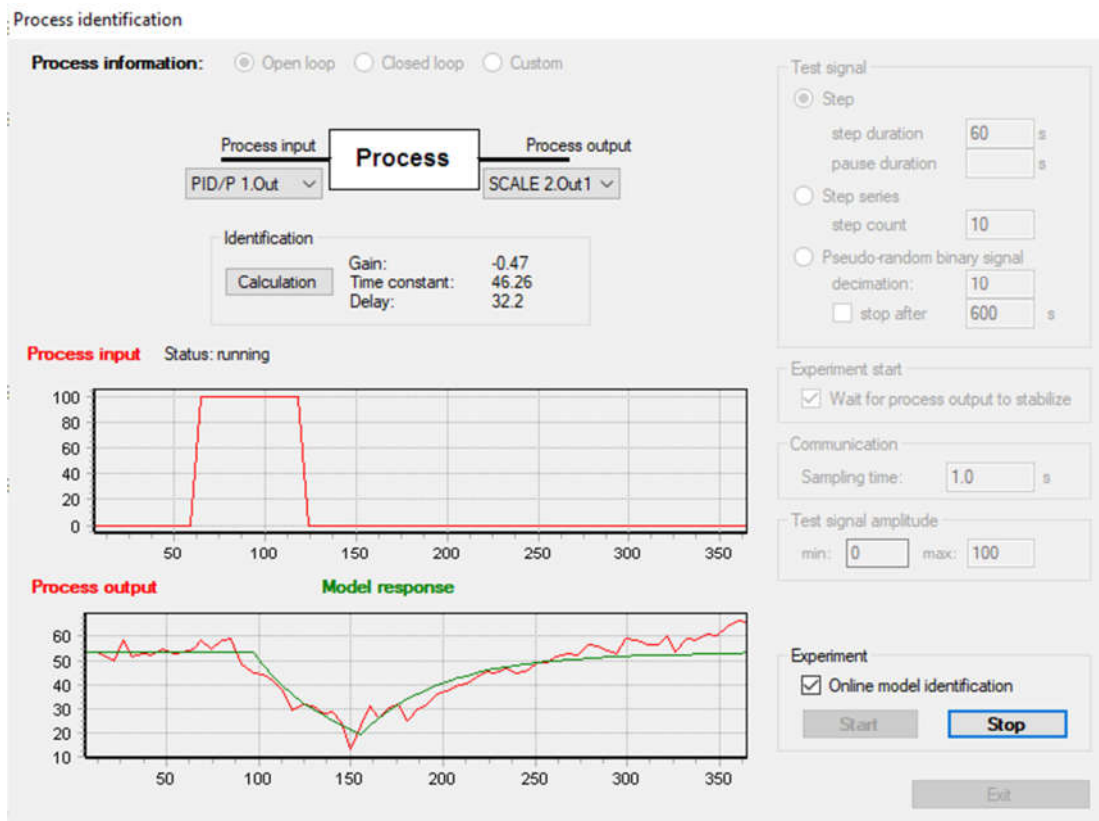 Process identification
Process information: Open loop Closed loop Custom
Process input Process Process output
PID/P 1.Out SCALE 2.Out1
Identification
Calculation
Gain: -0.47
Time constant: 46.26
Delay: 32.2
Process input Status: running
100
80
60
40
20
0
50 100 150 200 250 300 350
Process output Model response
60
50
40
30
20
10
50 100 150 200 250 300 350
Test signal
Step
step duration 60 s
pause duration s
Step series
step count 10
Pseudo-random binary signal
decimation: 10
stop after 600 s
Experiment start
Wait for process output to stabilize
Communication
Sampling time: 1.0 s
Test signal amplitude
min: 0 max: 100
Experiment
Online model identification
Start Stop
Exit